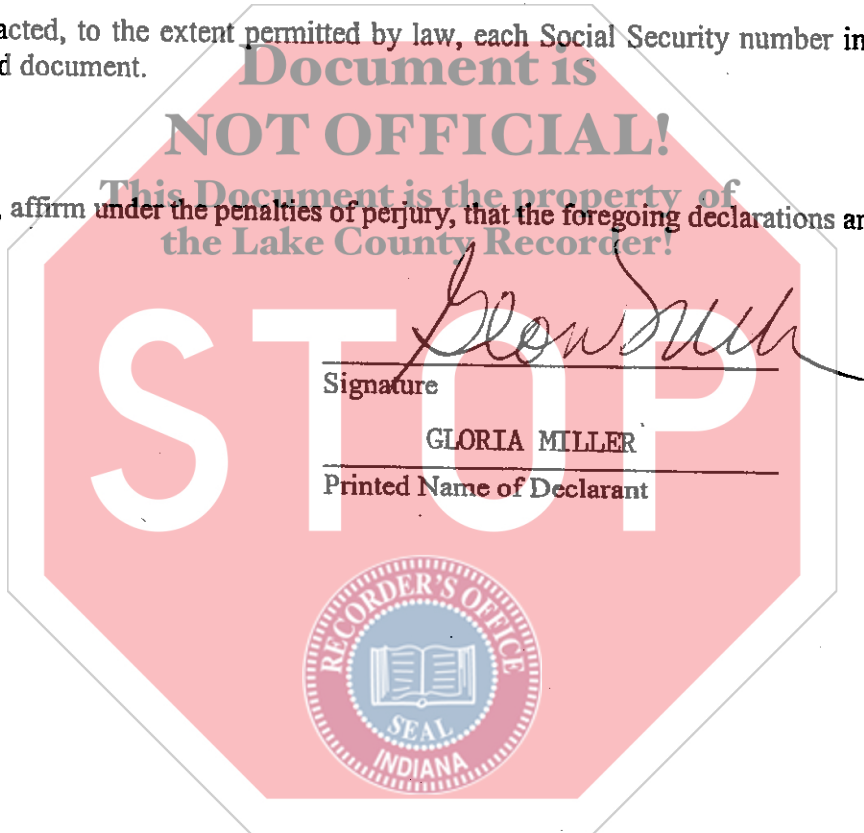 acted, to the extent permitted by law, each Social Security number in
d document.
Document is
NOT OFFICIAL!
This Document is the property of
the Lake County Recorder!
, affirm under the penalties of perjury, that the foregoing declarations ar
STOP
Signature
GLORIA MILLER
Printed Name of Declarant
RECORDER'S OFFICE
SEAL
INDIANA